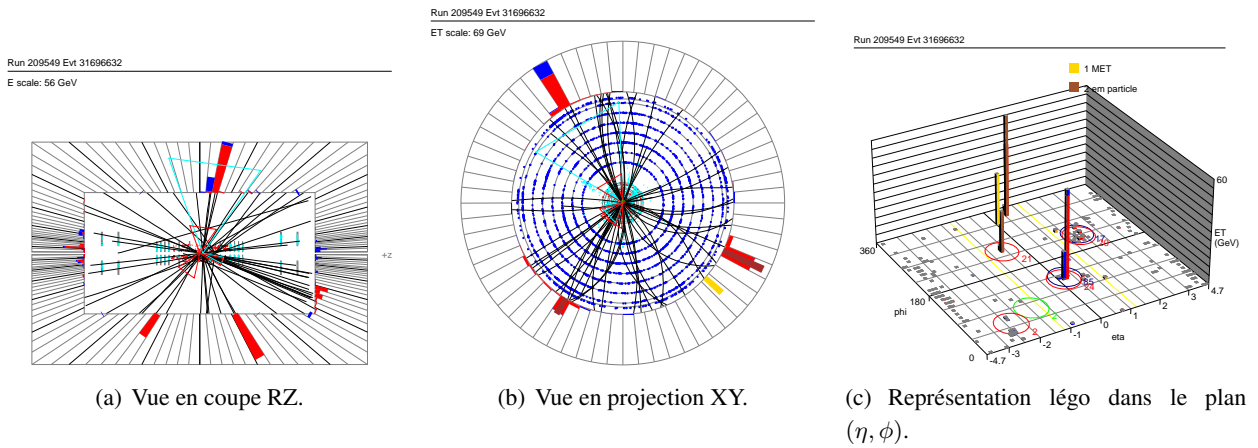 Run 209549 Evt 31696632
E scale: 56 GeV
+z
(a) Vue en coupe RZ.
Run 209549 Evt 31696632
ET scale: 69 GeV
(b) Vue en projection XY.
Run 209549 Evt 31696632
1 MET
2 em particle
60
ET
(GeV)
360
180
phi
0
-4.7
-3
-2
-1
0
1
2
3
4.7
eta
21
2
2
(c) Représentation légo dans le plan
(η, ϕ).